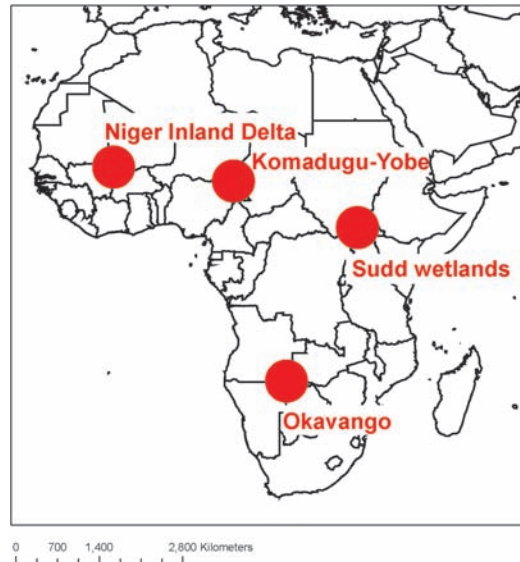 Niger Inland Delta
Komadugu-Yobe
Sudd wetlands
Okavango
0 700 1,400 2,800 Kilometers